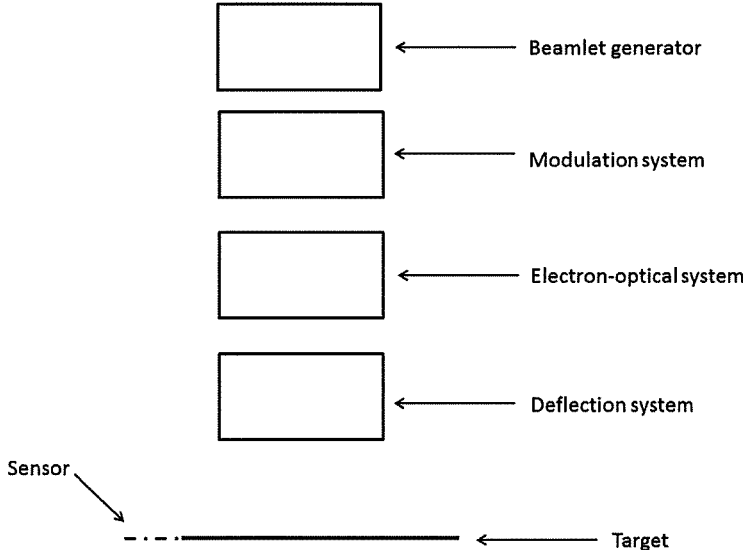 Beamlet generator
Modulation system
Electron-optical system
Deflection system
Sensor
Target